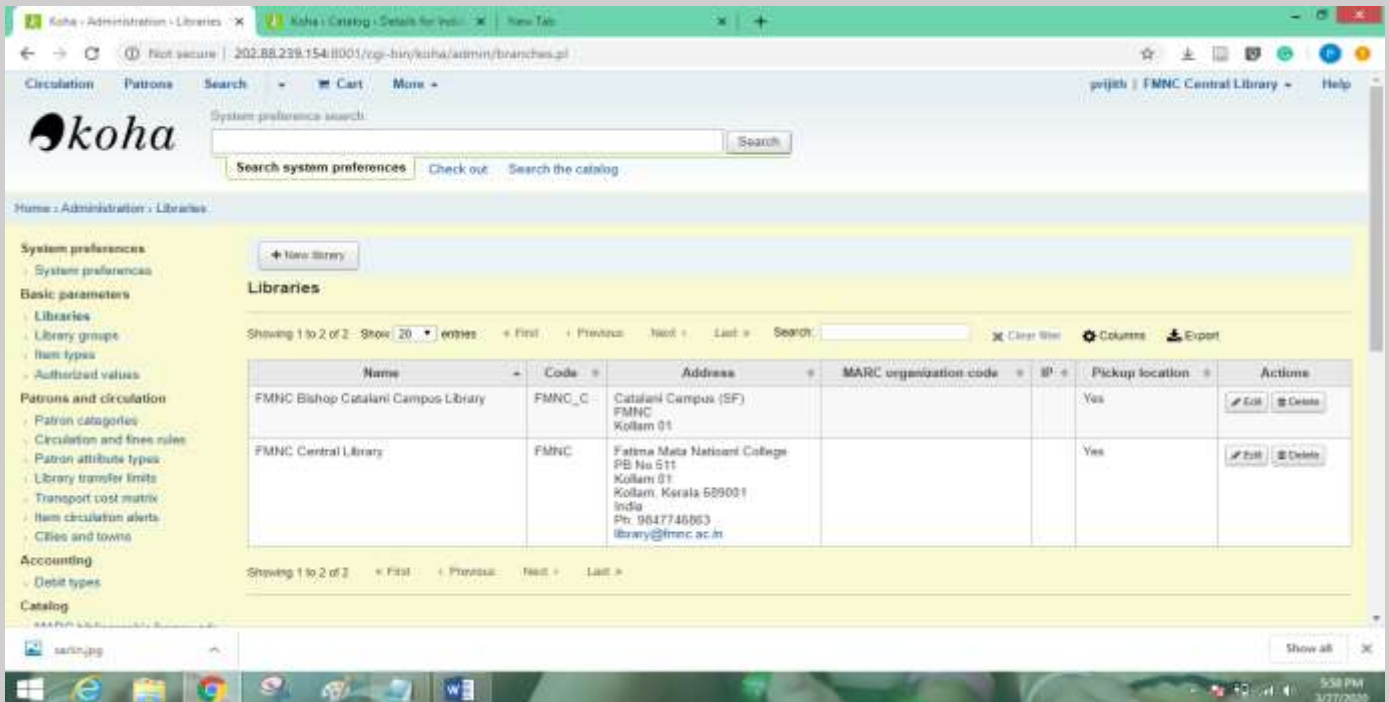 Koha › Administration › Libraries
Koha › Catalog › Details for
New Tab
Not secure | 202.88.239.154:8001/cgi-bin/koha/admin/branches.pl
Circulation Patrons Search Cart More
prijith | FMNC Central Library Help
koha
System preference search:
Search
Search system preferences Check out Search the catalog
Home › Administration › Libraries
System preferences
System preferences
Basic parameters
Libraries
Library groups
Item types
Authorized values
Patrons and circulation
Patron categories
Circulation and fines rules
Patron attribute types
Library transfer limits
Transport cost matrix
Item circulation alerts
Cities and towns
Accounting
Debit types
Catalog
+ New library
Libraries
Showing 1 to 2 of 2 Show 20 entries « First ‹ Previous Next › Last » Search: Clear filter Columns Export
Name Code Address MARC organization code IP Pickup location Actions
FMNC Bishop Catalani Campus Library FMNC_C Catalani Campus (SF) Yes Edit Delete
FMNC
Kollam 01
FMNC Central Library FMNC Fatima Mata National College Yes Edit Delete
PB No 511
Kollam 01
Kollam, Kerala 689001
India
Ph: 9847746863
library@fmnc.ac.in
Showing 1 to 2 of 2 « First ‹ Previous Next › Last »
Show all
5:58 PM
3/27/2020